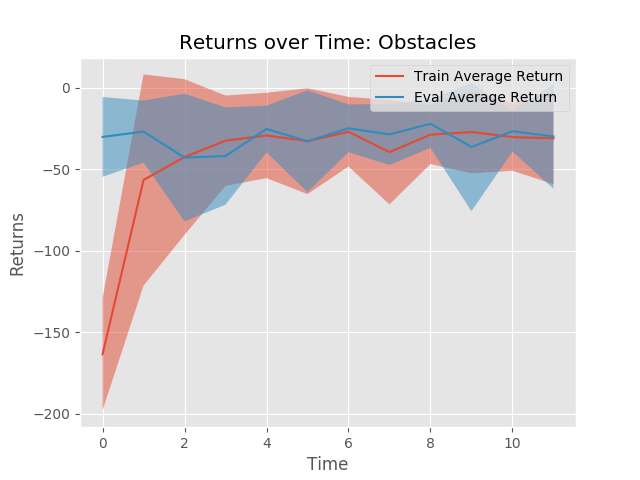 Returns over Time: Obstacles
Train Average Return
Eval Average Return
Returns
0
−50
−100
−150
−200
0 2 4 6 8 10
Time